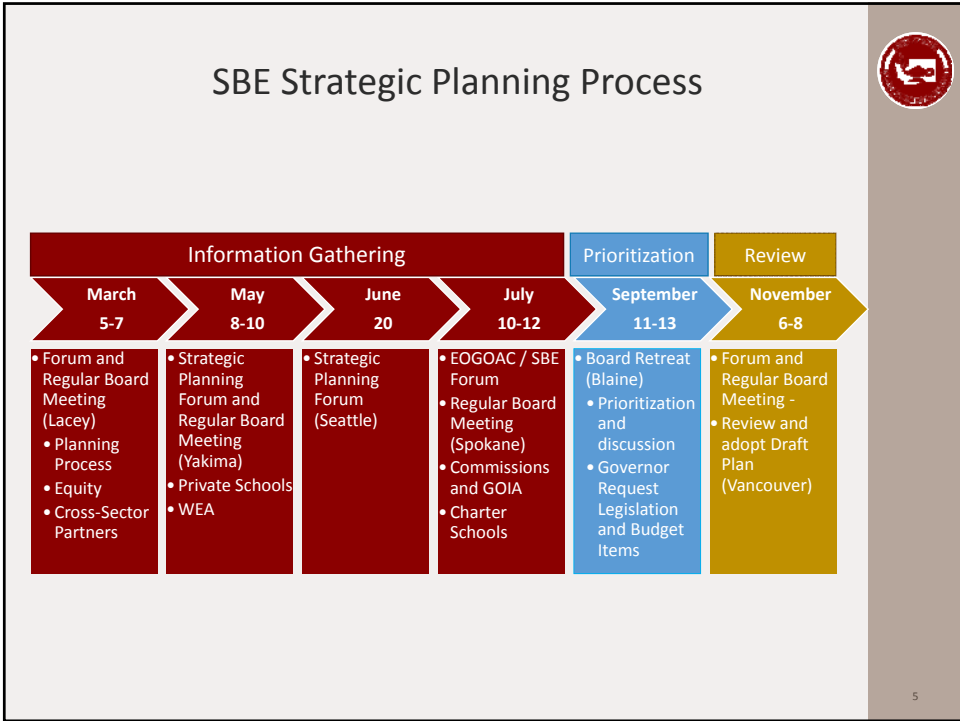 SBE Strategic Planning Process
Information Gathering
Prioritization
Review
March
5-7
May
8-10
June
20
July
10-12
September
11-13
November
6-8
• Forum and
Regular Board
Meeting
(Lacey)
• Planning
Process
• Equity
• Cross-Sector
Partners
• Strategic
Planning
Forum and
Regular Board
Meeting
(Yakima)
• Private Schools
• WEA
• Strategic
Planning
Forum
(Seattle)
• EOGOAC / SBE
Forum
• Regular Board
Meeting
(Spokane)
• Commissions
and GOIA
• Charter
Schools
• Board Retreat
(Blaine)
• Prioritization
and
discussion
• Governor
Request
Legislation
and Budget
Items
• Forum and
Regular Board
Meeting -
• Review and
adopt Draft
Plan
(Vancouver)
5